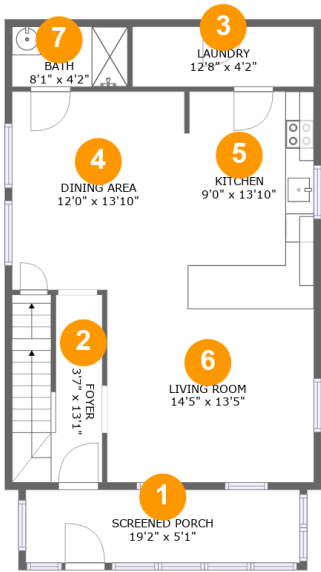 7
BATH
8'1" x 4'2"
3
LAUNDRY
12'8" x 4'2"
4
DINING AREA
12'0" x 13'10"
5
KITCHEN
9'0" x 13'10"
2
FOYER
3'7" x 13'1"
6
LIVING ROOM
14'5" x 13'5"
1
SCREENED PORCH
19'2" x 5'1"